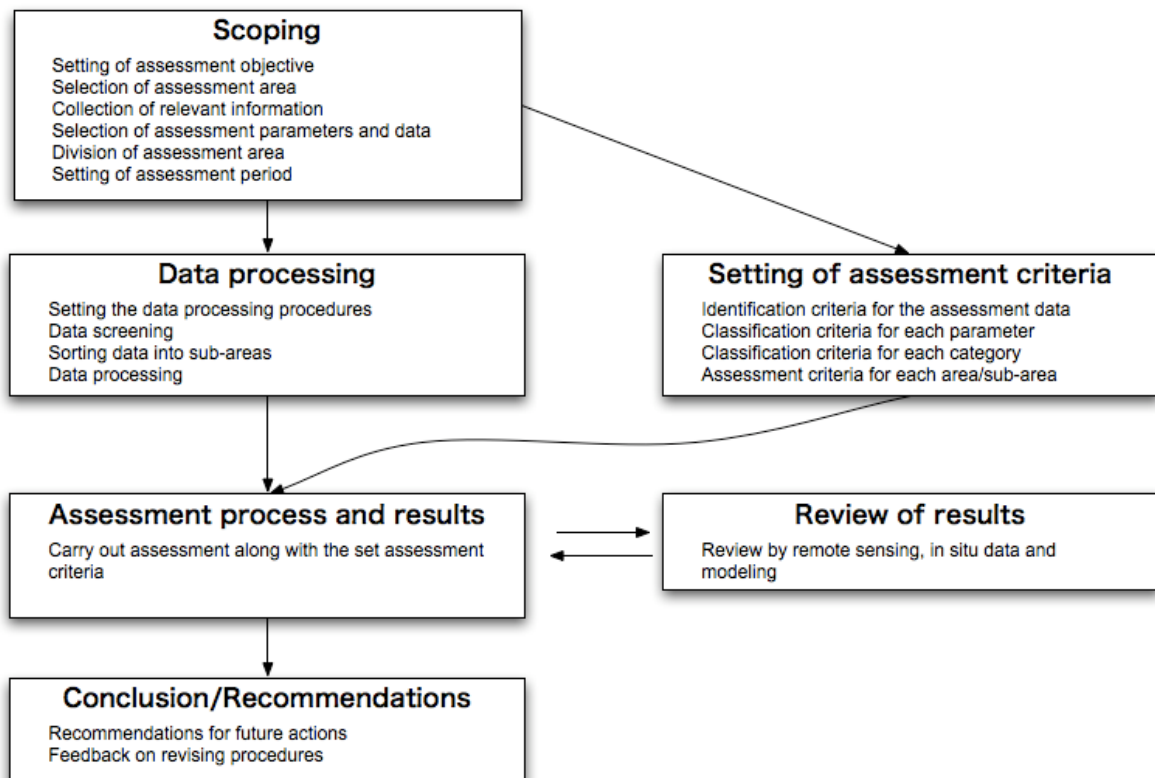 Scoping
Setting of assessment objective
Selection of assessment area
Collection of relevant information
Selection of assessment parameters and data
Division of assessment area
Setting of assessment period
Data processing
Setting the data processing procedures
Data screening
Sorting data into sub-areas
Data processing
Setting of assessment criteria
Identification criteria for the assessment data
Classification criteria for each parameter
Classification criteria for each category
Assessment criteria for each area/sub-area
Assessment process and results
Carry out assessment along with the set assessment
criteria
Review of results
Review by remote sensing, in situ data and
modeling
Conclusion/Recommendations
Recommendations for future actions
Feedback on revising procedures